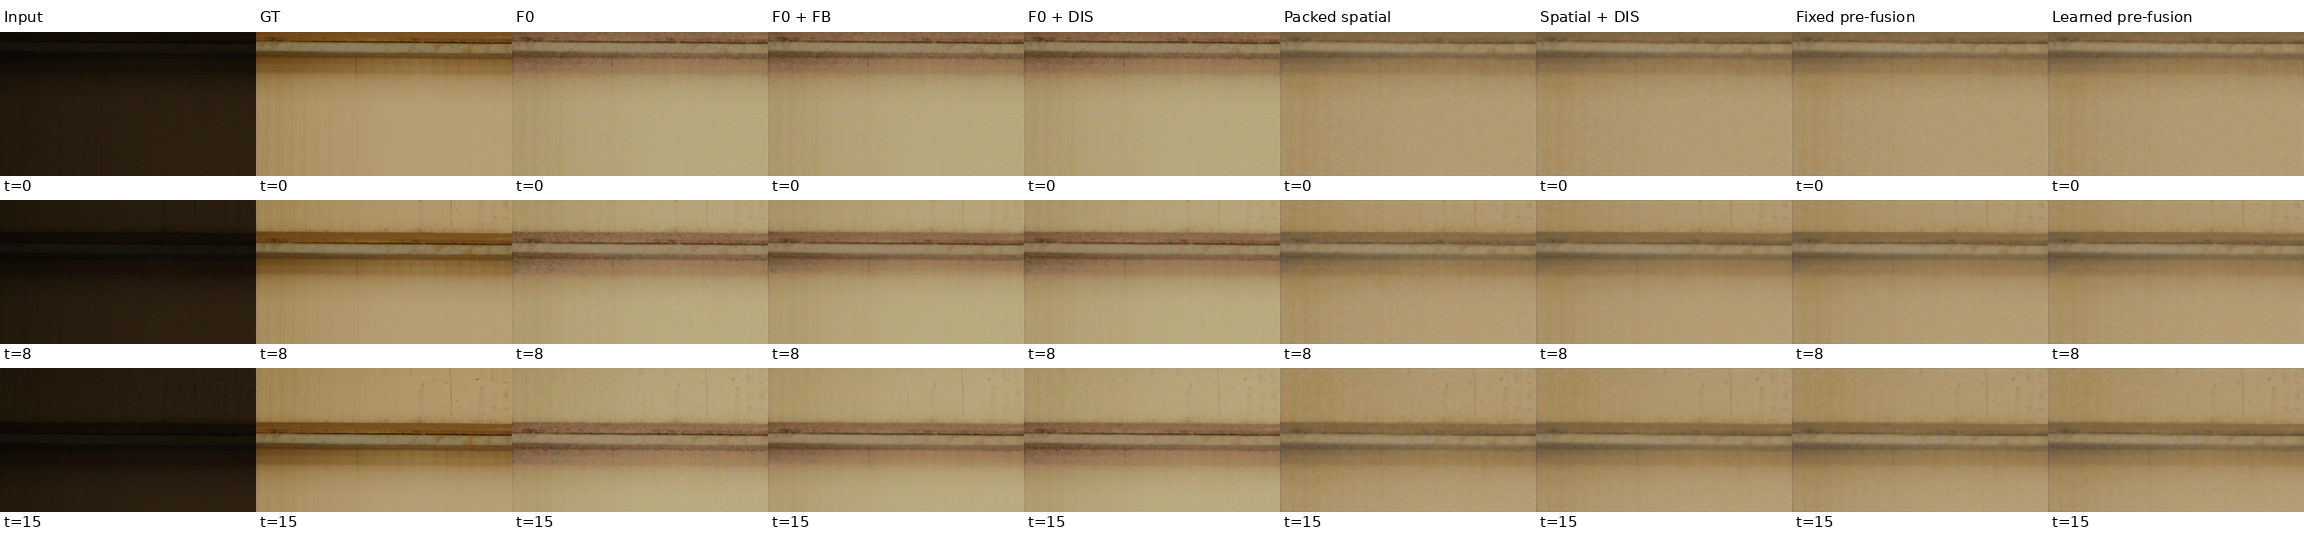 Input GT F0 F0 + FB F0 + DIS Packed spatial Spatial + DIS Fixed pre-fusion Learned pre-fusion
t=0 t=0 t=0 t=0 t=0 t=0 t=0 t=0 t=0
t=8 t=8 t=8 t=8 t=8 t=8 t=8 t=8 t=8
t=15 t=15 t=15 t=15 t=15 t=15 t=15 t=15 t=15